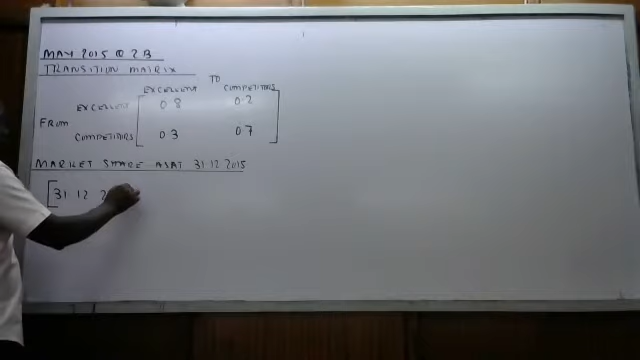 MAY 2015 Q 2B
TRANSITION MATRIX
TO
EXCELLENT COMPETITORS
EXCELLENT 0.8 0.2
FROM
COMPETITORS 0.3 0.7
MARKET SHARE AS AT 31 12 2015
[31 12 2